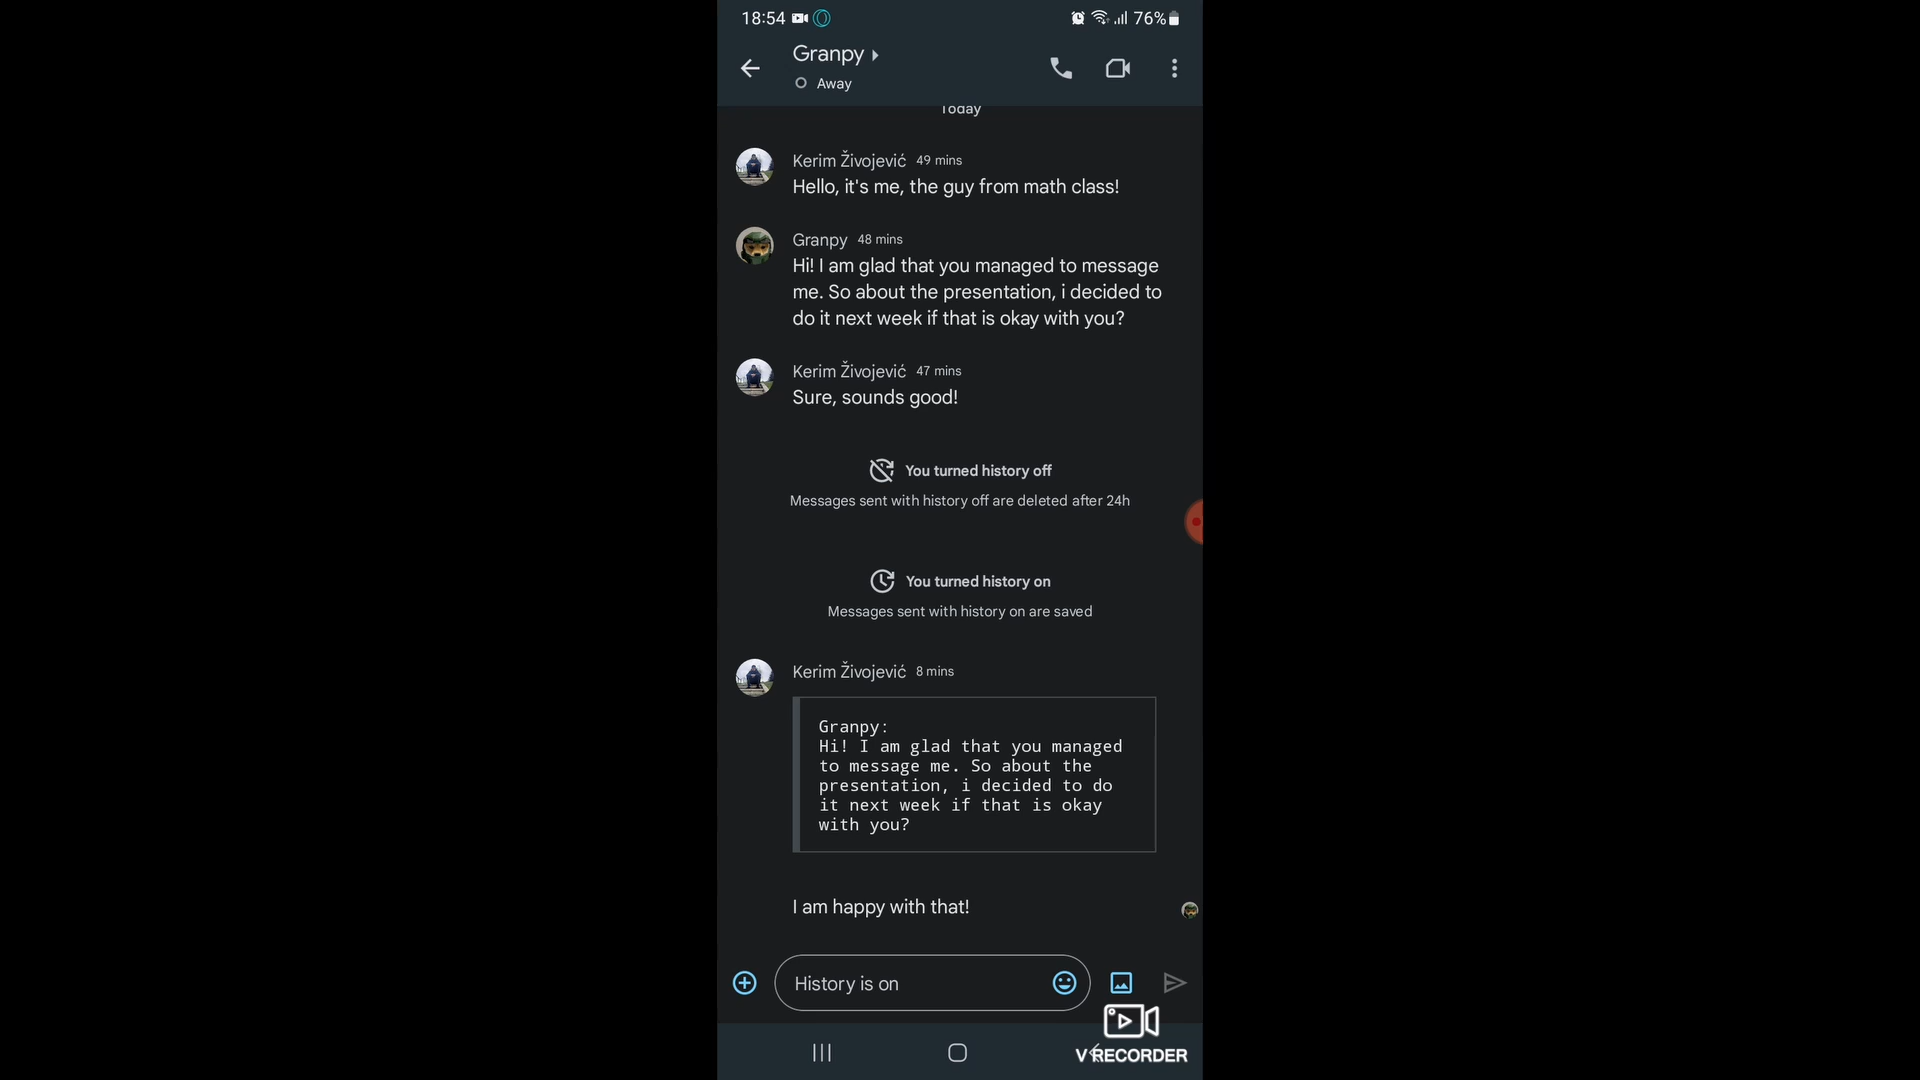 18:54 76%
Granpy
Away
Today
Kerim Živojević 49 mins
Hello, it's me, the guy from math class!
Granpy 48 mins
Hi! I am glad that you managed to message
me. So about the presentation, i decided to
do it next week if that is okay with you?
Kerim Živojević 47 mins
Sure, sounds good!
You turned history off
Messages sent with history off are deleted after 24h
You turned history on
Messages sent with history on are saved
Kerim Živojević 8 mins
Granpy:
Hi! I am glad that you managed
to message me. So about the
presentation, i decided to do
it next week if that is okay
with you?
I am happy with that!
History is on
V RECORDER